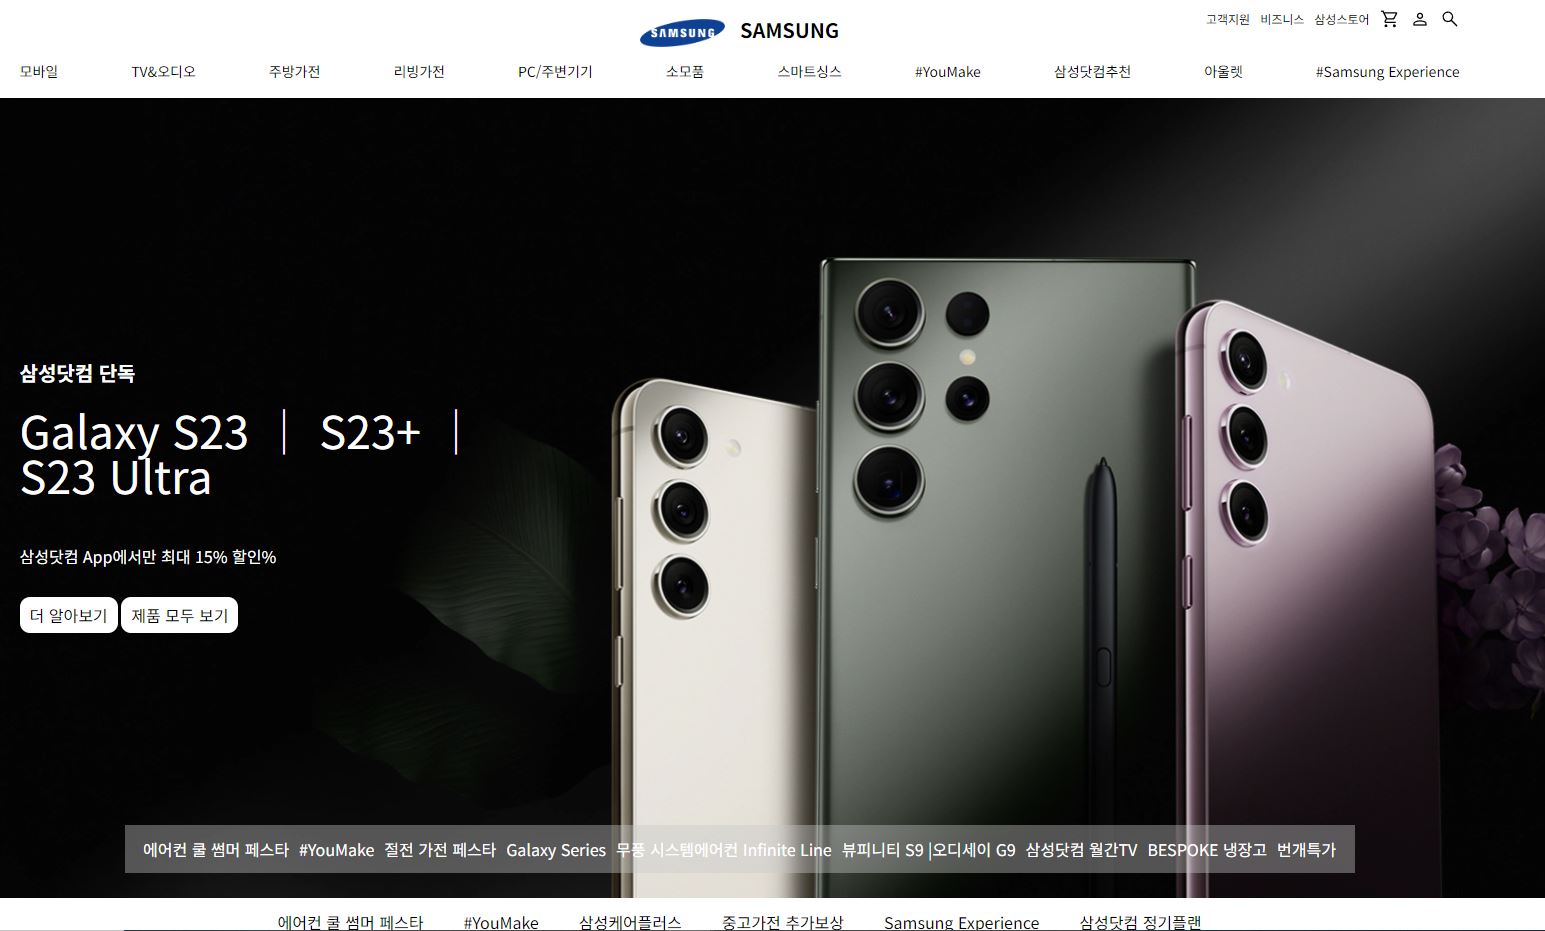 고객지원 비즈니스 삼성스토어
SAMSUNG SAMSUNG
모바일 TV&오디오 주방가전 리빙가전 PC/주변기기 소모품 스마트싱스 #YouMake 삼성닷컴추천 아울렛 #Samsung Experience
삼성닷컴 단독
Galaxy S23 | S23+ |
S23 Ultra
삼성닷컴 App에서만 최대 15% 할인%
더 알아보기 제품 모두 보기
에어컨 쿨 썸머 페스타 #YouMake 절전 가전 페스타 Galaxy Series 무풍 시스템에어컨 Infinite Line 뷰피니티 S9 |오디세이 G9 삼성닷컴 월간TV BESPOKE 냉장고 번개특가
에어컨 쿨 썸머 페스타 #YouMake 삼성케어플러스 중고가전 추가보상 Samsung Experience 삼성닷컴 정기플랜